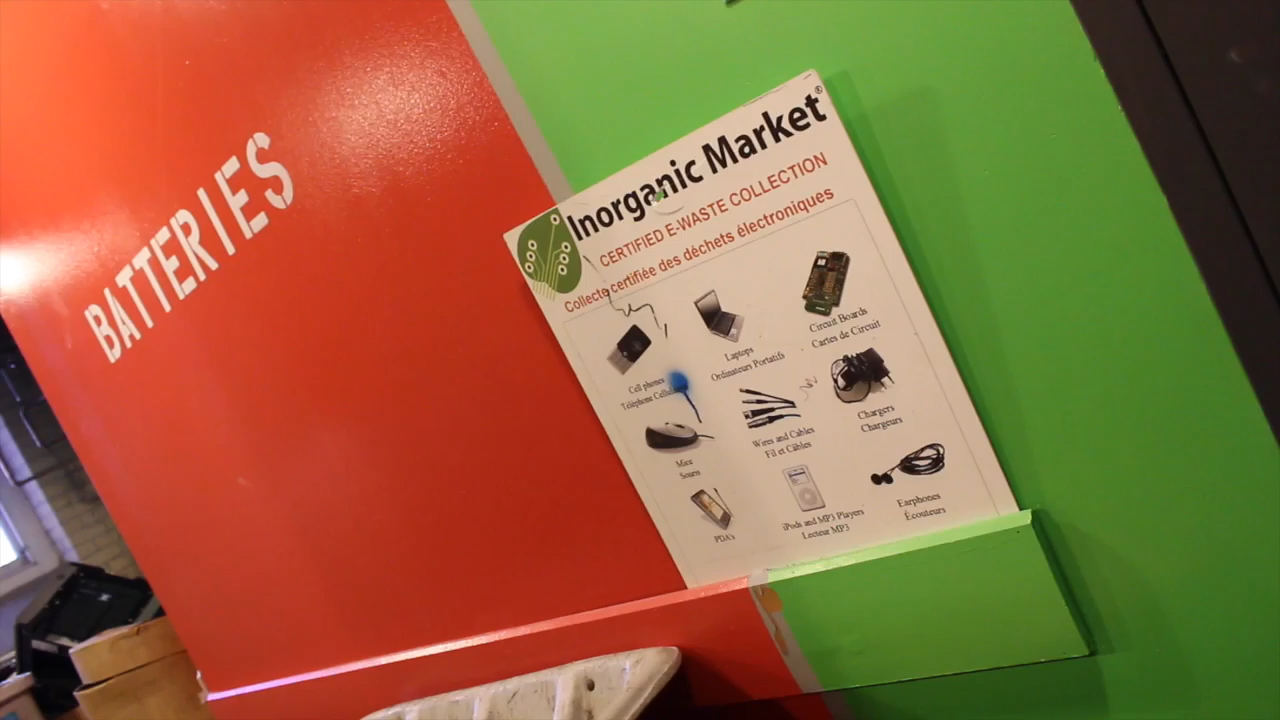 BATTERIES
Inorganic Market®
CERTIFIED E-WASTE COLLECTION
Collecte certifiée des déchets électroniques
Cell phones
Téléphone
Laptops
Ordinateurs Portatifs
Circuit Boards
Cartes de Circuit
Mice
Souris
Wires and Cables
Fil et Câbles
Chargers
Chargeurs
PDA's
iPods and MP3 Players
Lecteur MP3
Earphones
Écouteurs